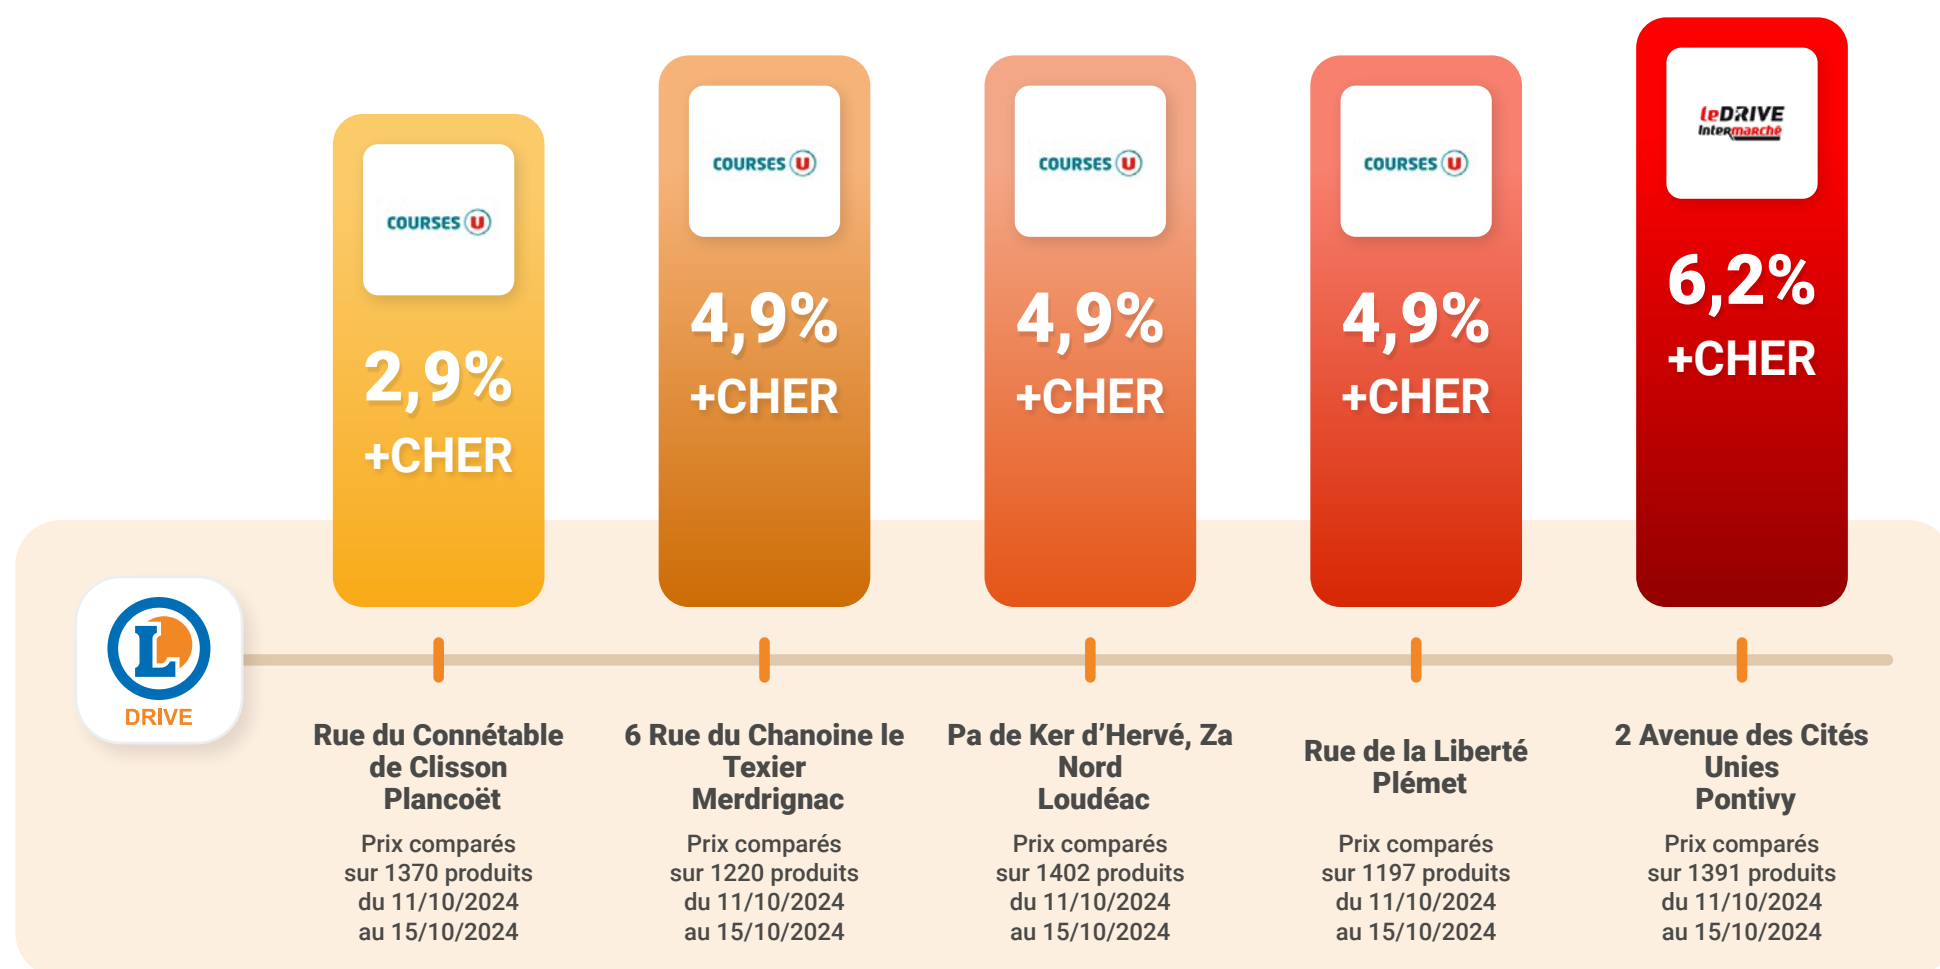 COURSES U
2,9%
+CHER
COURSES U
4,9%
+CHER
COURSES U
4,9%
+CHER
COURSES U
4,9%
+CHER
leDRIVE
Intermarché
6,2%
+CHER
L
DRIVE
Rue du Connétable
de Clisson
Plancoët
Prix comparés
sur 1370 produits
du 11/10/2024
au 15/10/2024
6 Rue du Chanoine le
Texier
Merdrignac
Prix comparés
sur 1220 produits
du 11/10/2024
au 15/10/2024
Pa de Ker d’Hervé, Za
Nord
Loudéac
Prix comparés
sur 1402 produits
du 11/10/2024
au 15/10/2024
Rue de la Liberté
Plémet
Prix comparés
sur 1197 produits
du 11/10/2024
au 15/10/2024
2 Avenue des Cités
Unies
Pontivy
Prix comparés
sur 1391 produits
du 11/10/2024
au 15/10/2024